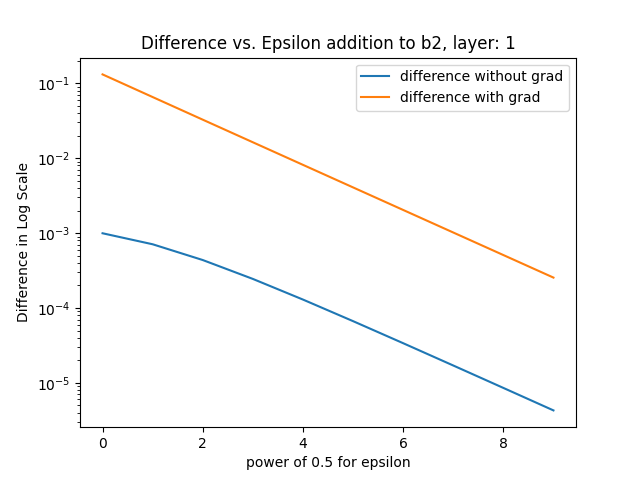 Difference vs. Epsilon addition to b2, layer: 1
difference without grad
difference with grad
Difference in Log Scale
10⁻¹
10⁻²
10⁻³
10⁻⁴
10⁻⁵
0 2 4 6 8
power of 0.5 for epsilon